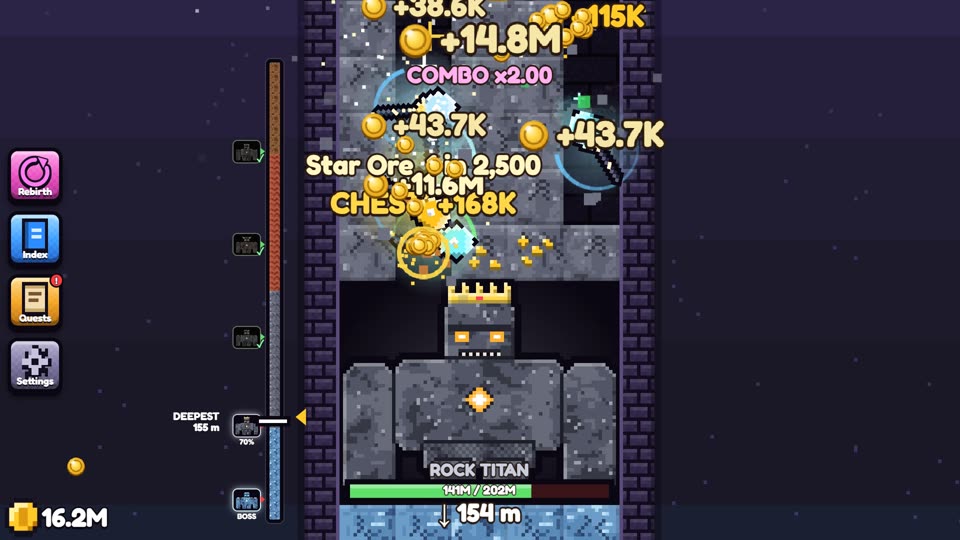 +38.6K
115K
+14.8M
COMBO x2.00
+43.7K
+43.7K
Star Ore 2,500
+11.6M
+168K
Rebirth
Index
Quests
!
Settings
DEEPEST
155 m
70%
BOSS
ROCK TITAN
141M / 202M
16.2M
↓ 154 m